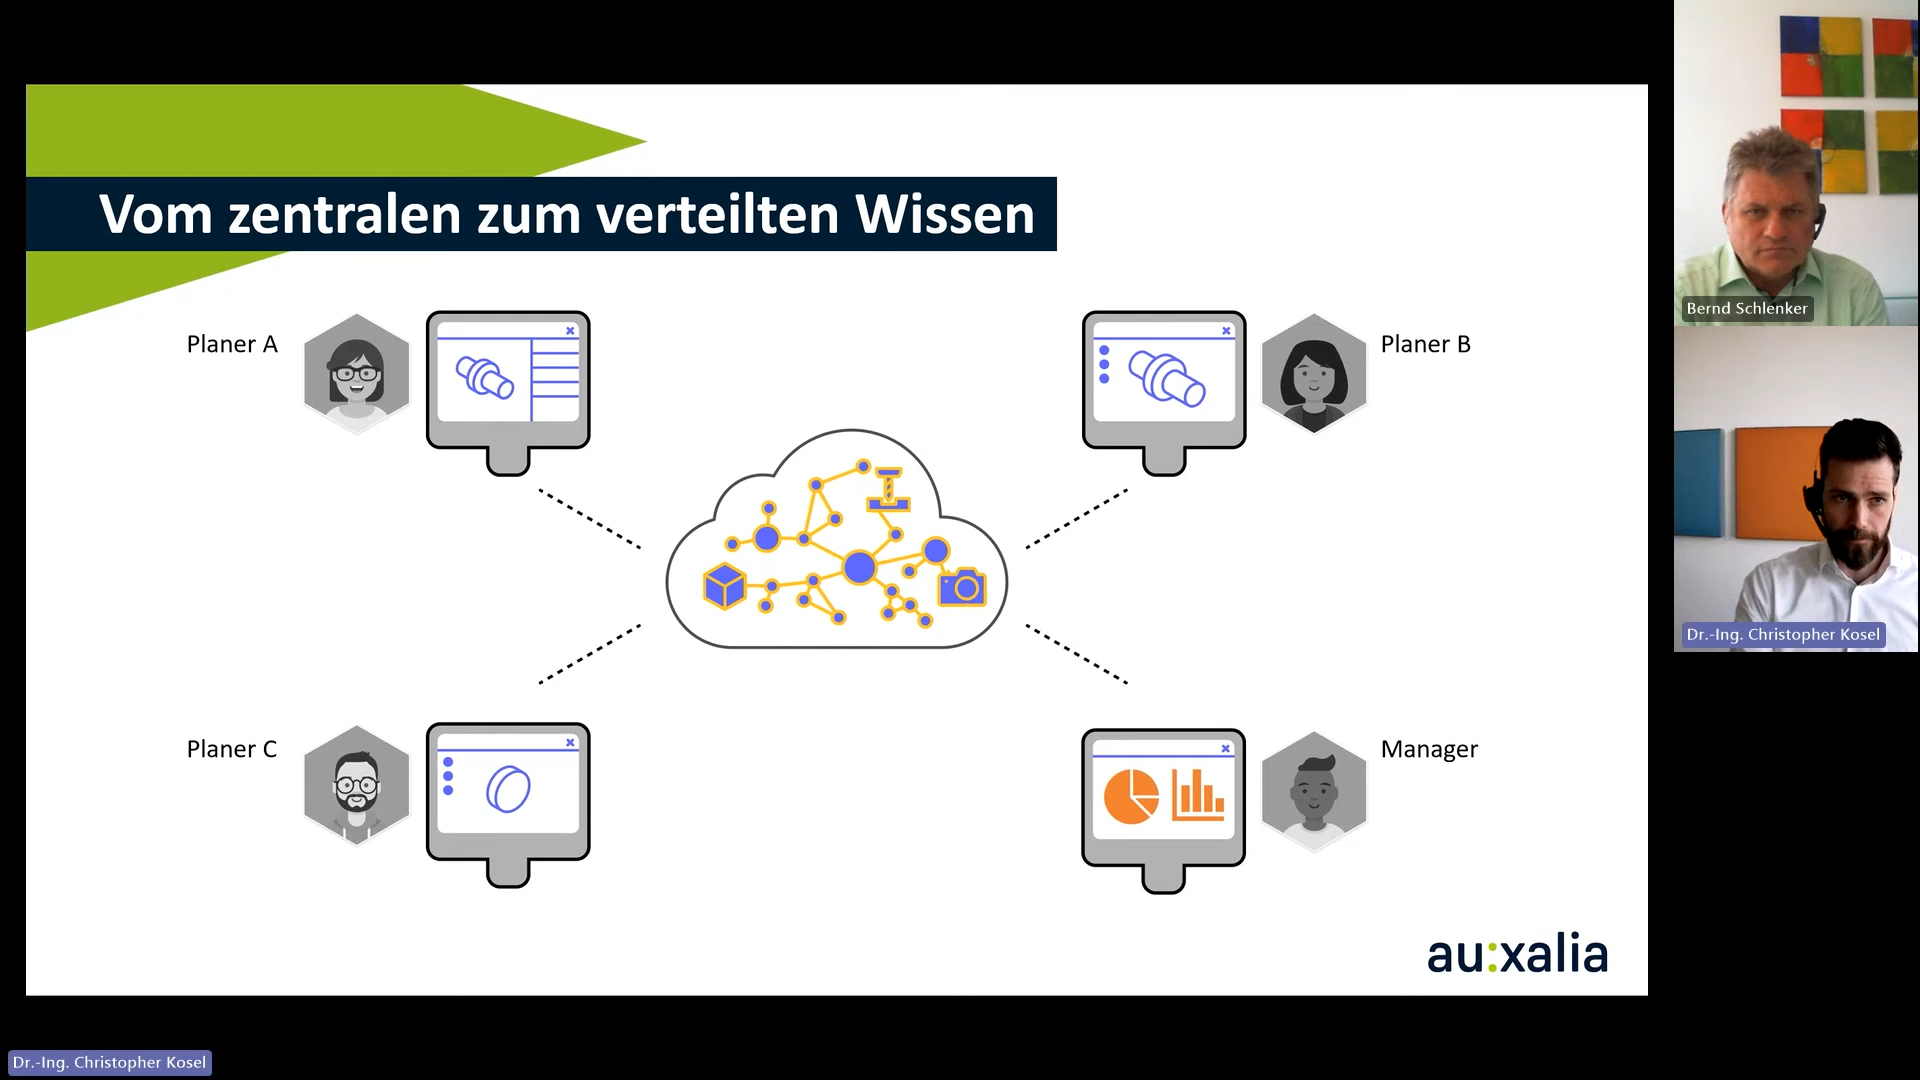 Vom zentralen zum verteilten Wissen
Planer A
Planer B
Planer C
Manager
au:xalia
Bernd Schlenker
Dr.-Ing. Christopher Kosel
Dr.-Ing. Christopher Kosel